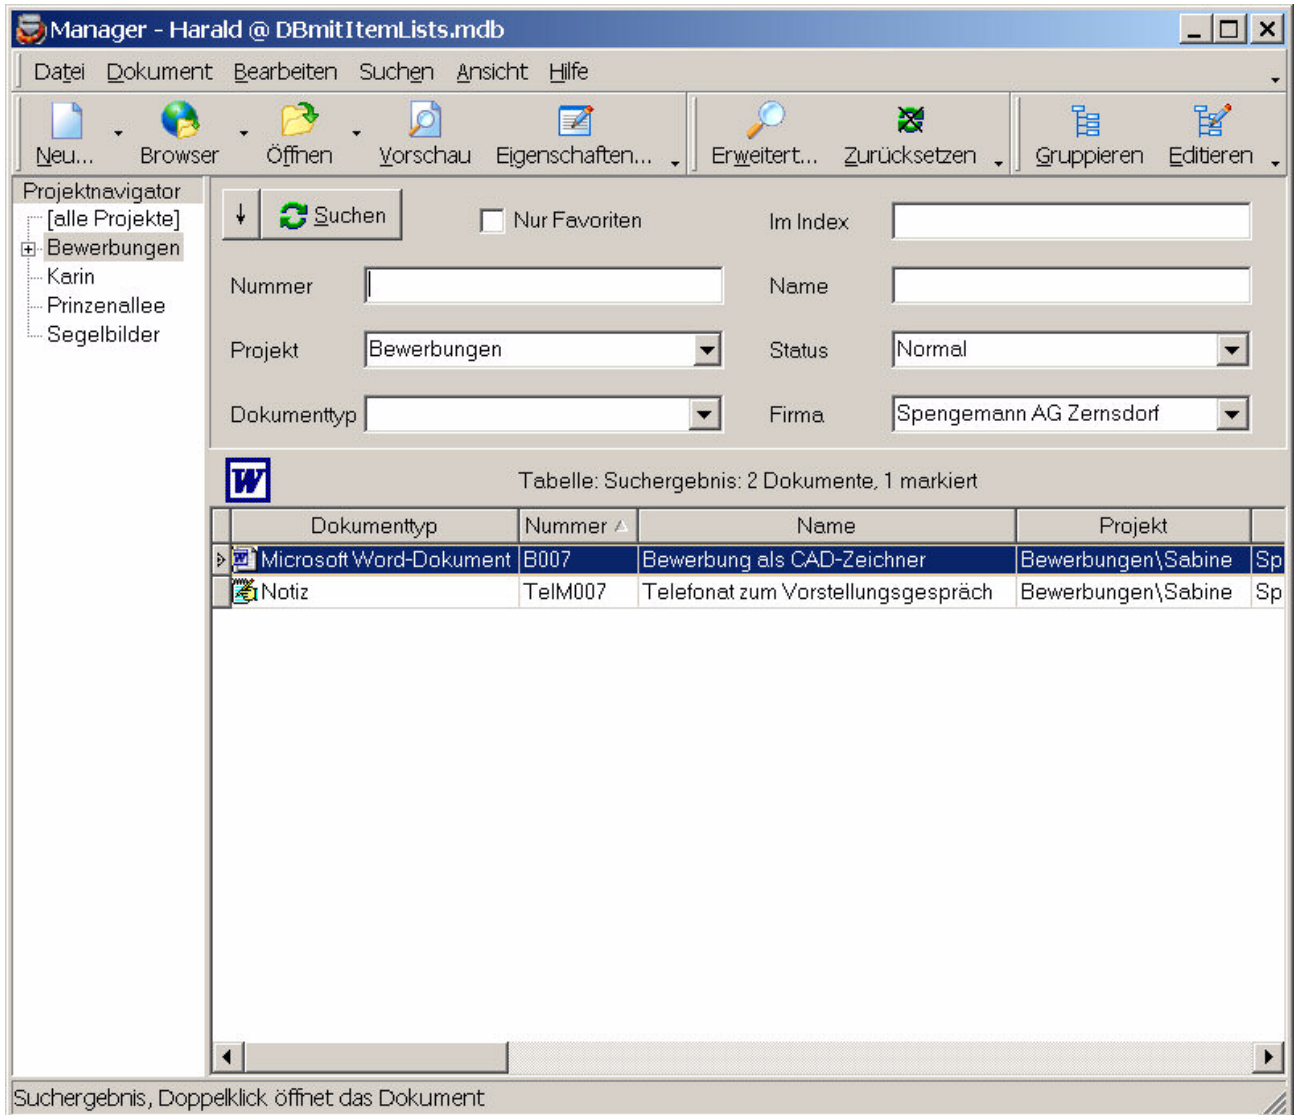 Manager - Harald @ DBmitItemLists.mdb
Datei Dokument Bearbeiten Suchen Ansicht Hilfe
Neu... Browser Öffnen Vorschau Eigenschaften... Erweitert... Zurücksetzen Gruppieren Editieren
Projektnavigator
[alle Projekte]
Bewerbungen
Karin
Prinzenallee
Segelbilder
Suchen Nur Favoriten Im Index
Nummer Name
Projekt Bewerbungen Status Normal
Dokumenttyp Firma Spengemann AG Zernsdorf
W Tabelle: Suchergebnis: 2 Dokumente, 1 markiert
Dokumenttyp Nummer Name Projekt
Microsoft Word-Dokument B007 Bewerbung als CAD-Zeichner Bewerbungen\Sabine Sp
Notiz TelM007 Telefonat zum Vorstellungsgespräch Bewerbungen\Sabine Sp
Suchergebnis, Doppelklick öffnet das Dokument